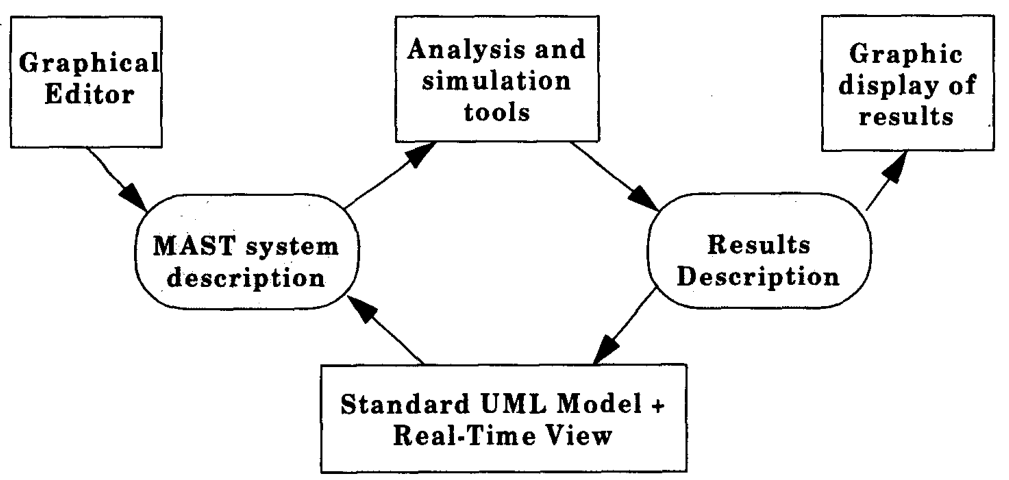 Graphical
Editor
Analysis and
simulation
tools
Graphic
display of
results
MAST system
description
Results
Description
Standard UML Model +
Real-Time View